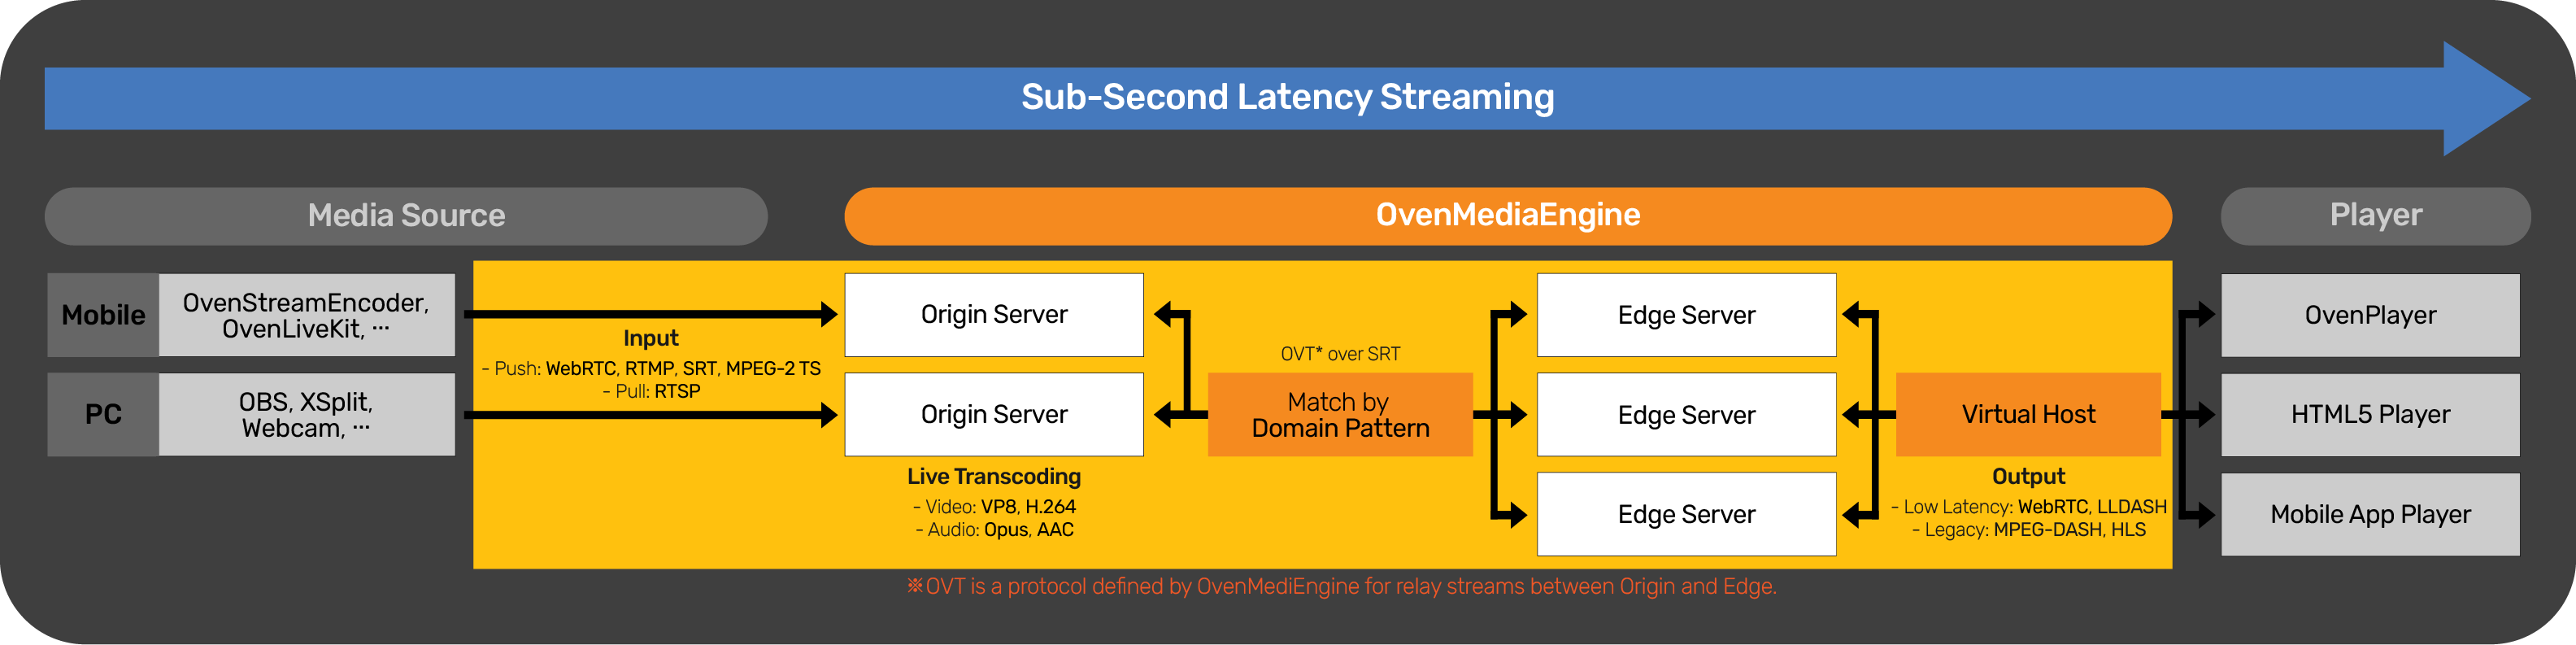 Sub-Second Latency Streaming
Media Source
OvenMediaEngine
Player
Mobile
OvenStreamEncoder,
OvenLiveKit, ···
PC
OBS, XSplit,
Webcam, ···
Input
- Push: WebRTC, RTMP, SRT, MPEG-2 TS
- Pull: RTSP
Origin Server
Origin Server
Live Transcoding
- Video: VP8, H.264
- Audio: Opus, AAC
OVT* over SRT
Match by
Domain Pattern
Edge Server
Edge Server
Edge Server
Virtual Host
Output
- Low Latency: WebRTC, LLDASH
- Legacy: MPEG-DASH, HLS
OvenPlayer
HTML5 Player
Mobile App Player
※OVT is a protocol defined by OvenMediEngine for relay streams between Origin and Edge.